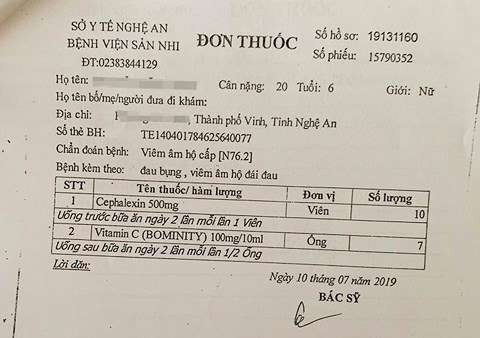 SỞ Y TẾ NGHỆ AN
BỆNH VIỆN SẢN NHI
ĐT:02383844129
ĐƠN THUỐC
Số hồ sơ: 19131160
Số phiếu: 15790352
Họ tên:
Cân nặng: 20 Tuổi: 6 Giới: Nữ
Họ tên bố/mẹ/người đưa đi khám:
Địa chỉ: , Thành phố Vinh, Tỉnh Nghệ An
Số thẻ BH: TE140401784625640077
Chẩn đoán bệnh: Viêm âm hộ cấp [N76.2]
Bệnh kèm theo: đau bụng , viêm âm hộ đái đau
STT Tên thuốc/ hàm lượng Đơn vị Số lượng
1 Cephalexin 500mg Viên 10
Uống trước bữa ăn ngày 2 lần mỗi lần 1 Viên
2 Vitamin C (BOMINITY) 100mg/10ml Ống 7
Uống sau bữa ăn ngày 2 lần mỗi lần 1/2 Ống
Lời dặn:
Ngày 10 tháng 07 năm 2019
BÁC SỸ